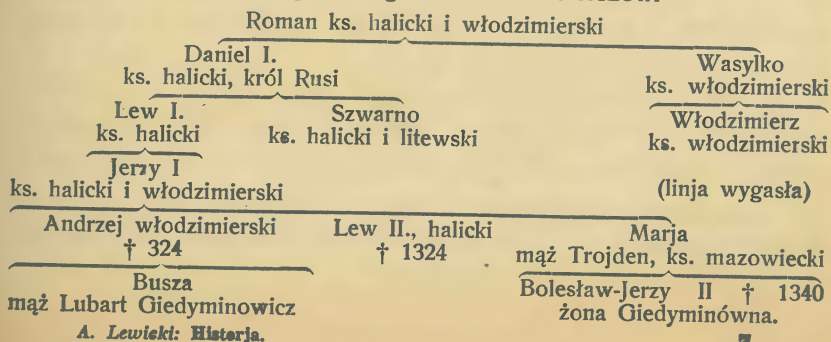 Roman ks. halicki i włodzimierski
Daniel I. Wasylko
ks. halicki, król Rusi ks. włodzimierski
Lew I. Szwarno Włodzimierz
ks. halicki ks. halicki i litewski ks. włodzimierski
Jerzy I
ks. halicki i włodzimierski (linja wygasła)
Andrzej włodzimierski Lew II., halicki Marja
† 324 † 1324 mąż Trojden, ks. mazowiecki
Busza Bolesław-Jerzy II † 1340
mąż Lubart Giedyminowicz żona Giedyminówna.
A. Lewicki: Historja.